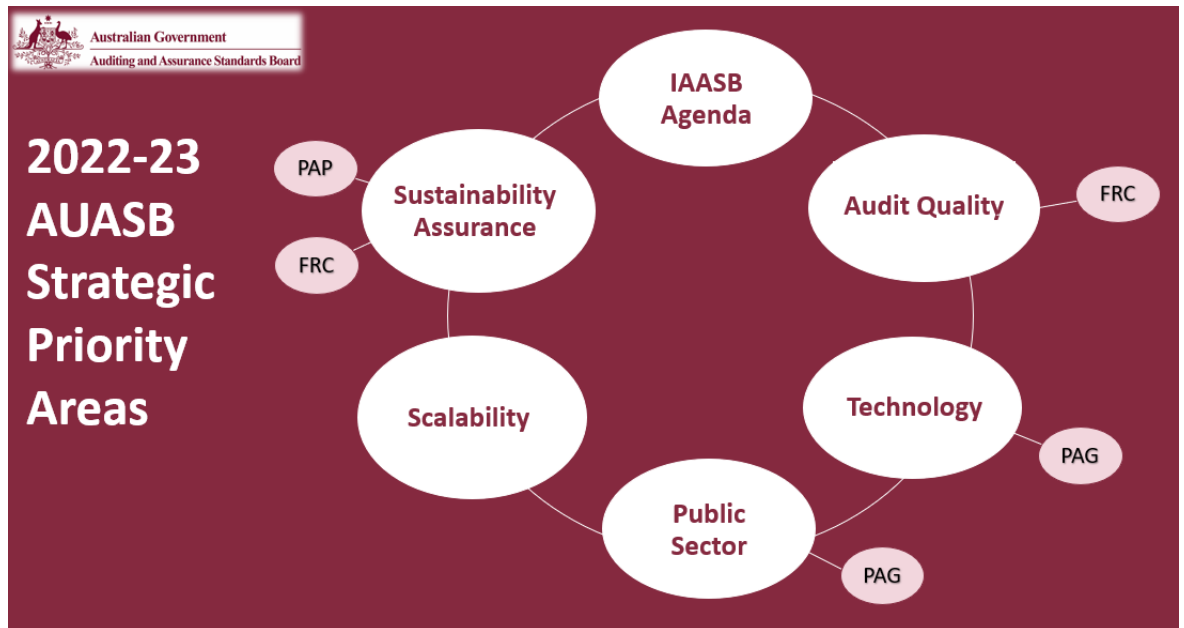 Australian Government
Auditing and Assurance Standards Board
2022-23
AUASB
Strategic
Priority
Areas
IAASB
Agenda
Audit Quality
FRC
Technology
PAG
Public
Sector
PAG
Scalability
Sustainability
Assurance
PAP
FRC